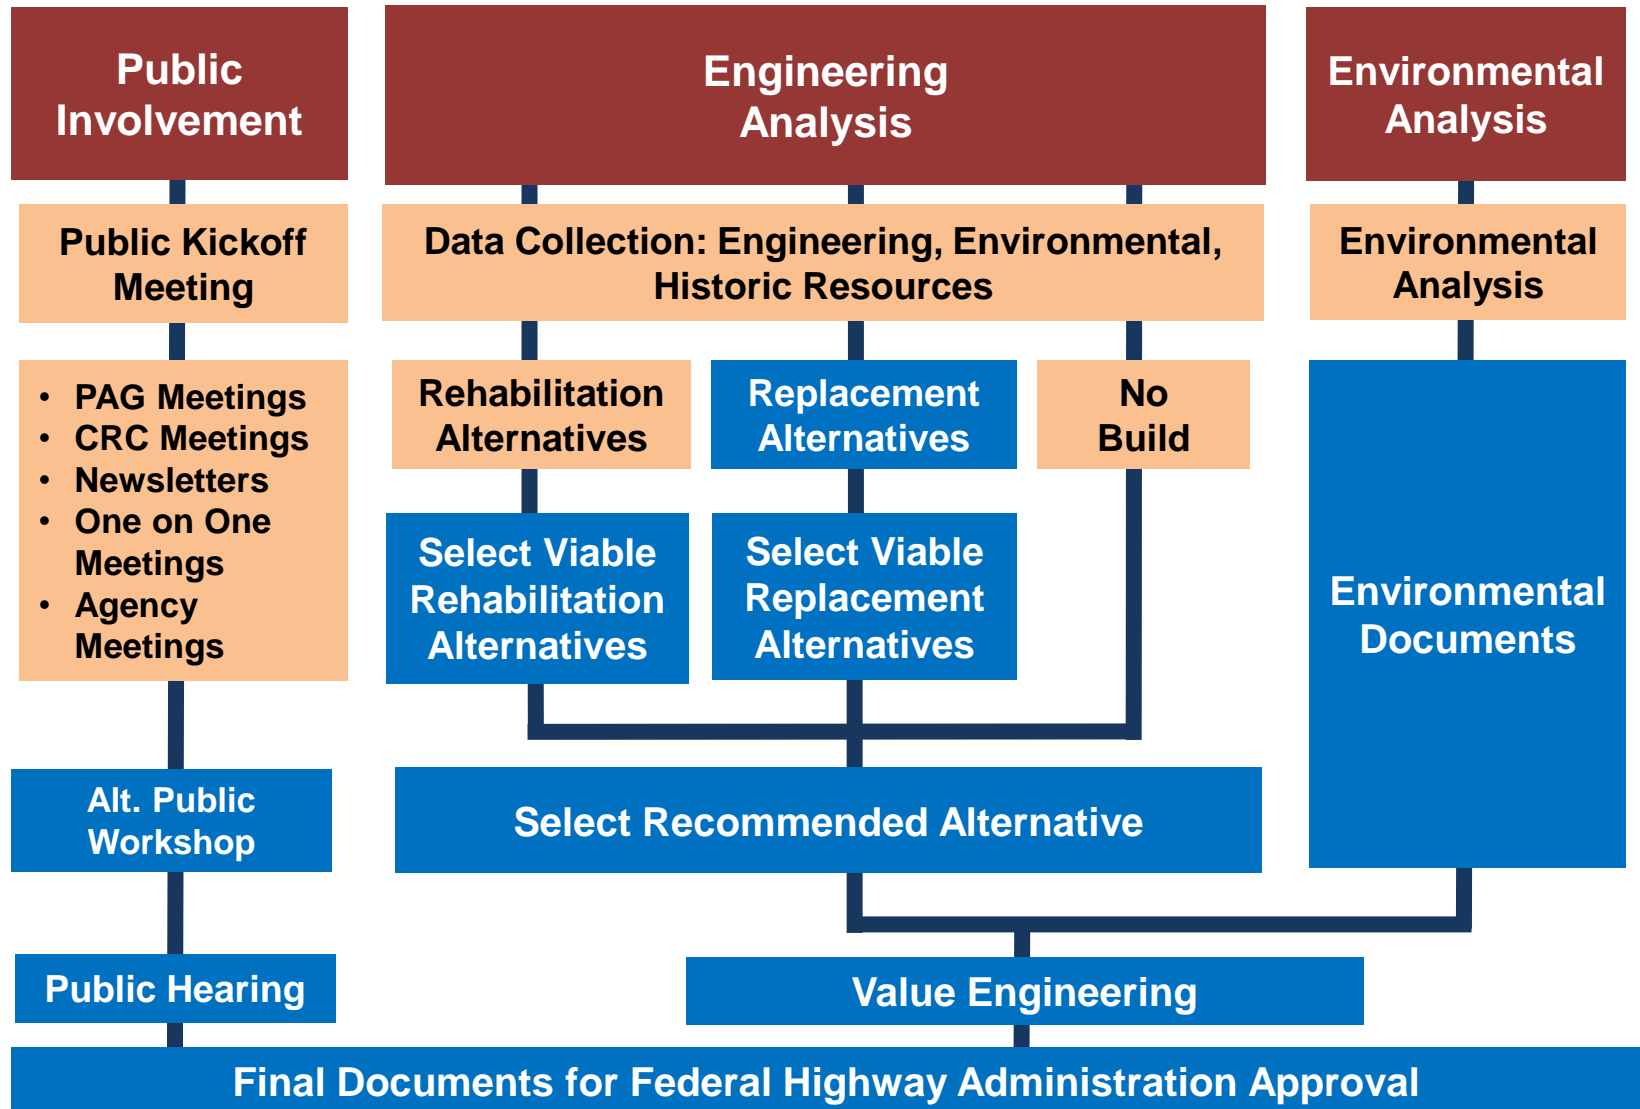 Public
Involvement
Engineering
Analysis
Environmental
Analysis
Public Kickoff
Meeting
Data Collection: Engineering, Environmental,
Historic Resources
Environmental
Analysis
• PAG Meetings
• CRC Meetings
• Newsletters
• One on One
Meetings
• Agency
Meetings
Rehabilitation
Alternatives
Replacement
Alternatives
No
Build
Select Viable
Rehabilitation
Alternatives
Select Viable
Replacement
Alternatives
Environmental
Documents
Alt. Public
Workshop
Select Recommended Alternative
Public Hearing
Value Engineering
Final Documents for Federal Highway Administration Approval